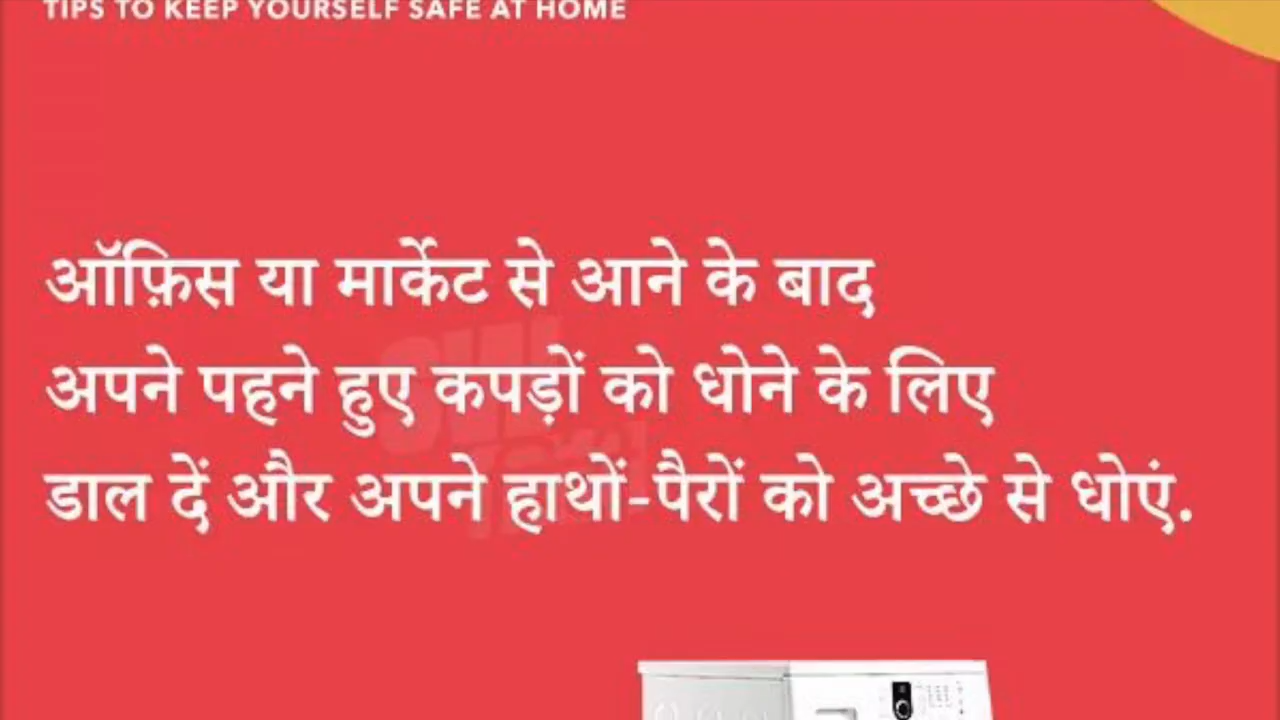 TIPS TO KEEP YOURSELF SAFE AT HOME
ऑफ़िस या मार्केट से आने के बाद
अपने पहने हुए कपड़ों को धोने के लिए
डाल दें और अपने हाथों-पैरों को अच्छे से धोएं.